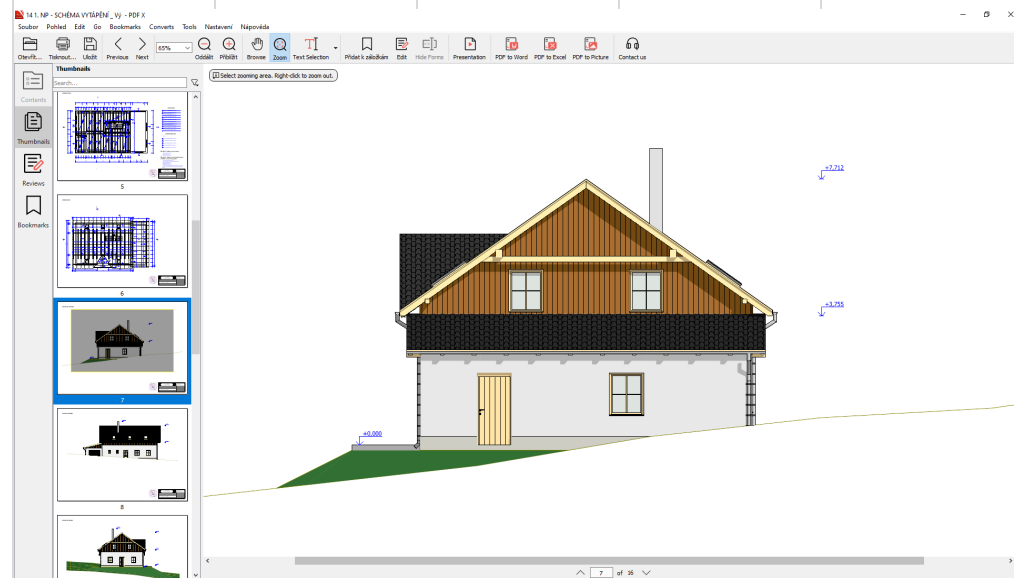 14 1. NP - SCHÉMA VYTÁPĚNÍ _ Vý - PDF X
Soubor Pohled Edit Go Bookmarks Converts Tools Nastavení Nápověda
Otevřít... Tisknout... Uložit Previous Next 65% Oddálit Přiblížit Browse Zoom Text Selection Přidat k záložkám Edit Hide Forms Presentation PDF to Word PDF to Excel PDF to Picture Contact us
Thumbnails
Search...
Select zooming area. Right-click to zoom out.
Contents
Thumbnails
Reviews
Bookmarks
5
6
7
8
+7,712
+3,755
±0,000
7 of 16